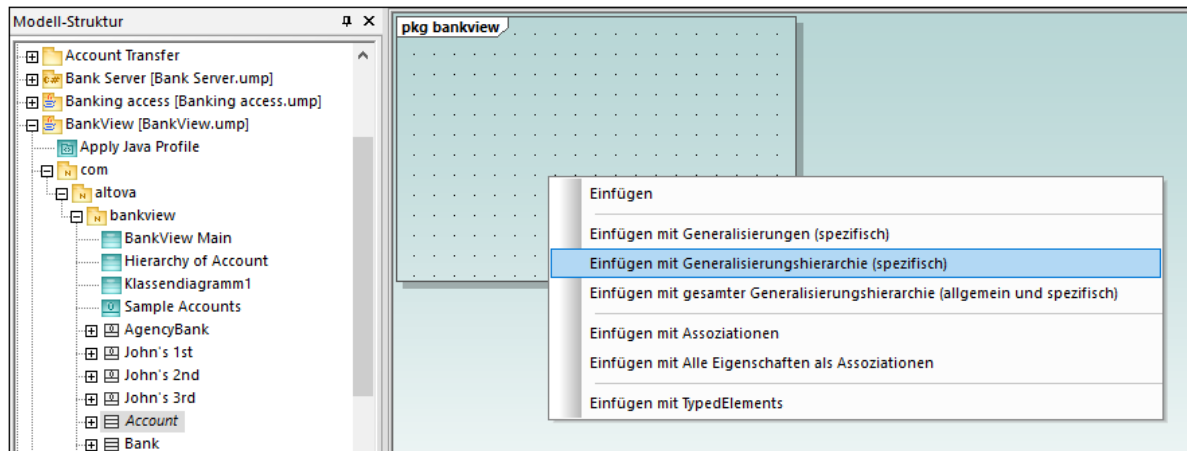 Modell-Struktur
Account Transfer
Bank Server [Bank Server.ump]
Banking access [Banking access.ump]
BankView [BankView.ump]
Apply Java Profile
com
altova
bankview
BankView Main
Hierarchy of Account
Klassendiagramm1
Sample Accounts
AgencyBank
John's 1st
John's 2nd
John's 3rd
Account
Bank
pkg bankview
Einfügen
Einfügen mit Generalisierungen (spezifisch)
Einfügen mit Generalisierungshierarchie (spezifisch)
Einfügen mit gesamter Generalisierungshierarchie (allgemein und spezifisch)
Einfügen mit Assoziationen
Einfügen mit Alle Eigenschaften als Assoziationen
Einfügen mit TypedElements